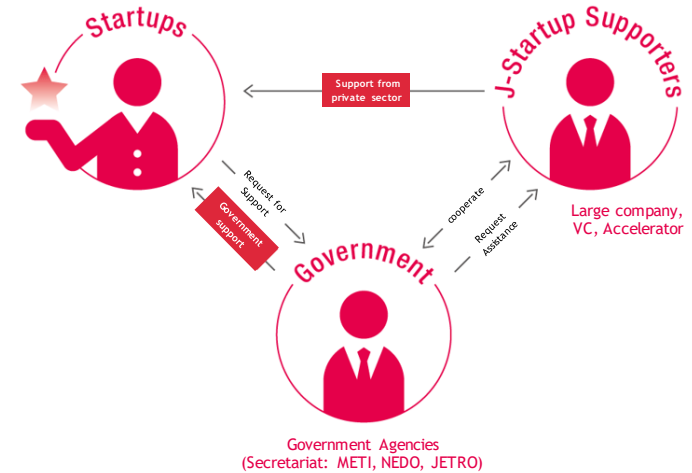 Startups
J-Startup Supporters
Support from
private sector
Request for
Support
Government
support
cooperate
Request
Assistance
Large company,
VC, Accelerator
Government
Government Agencies
(Secretariat: METI, NEDO, JETRO)